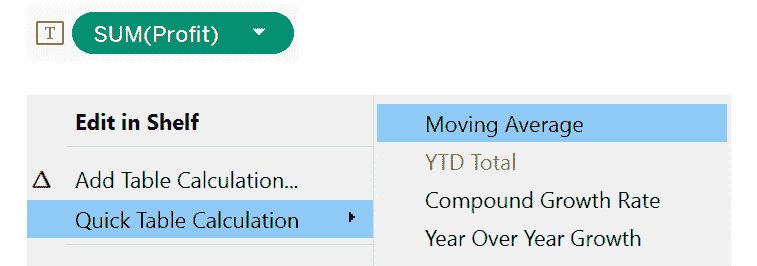 T SUM(Profit)
Edit in Shelf
Add Table Calculation...
Quick Table Calculation
Moving Average
YTD Total
Compound Growth Rate
Year Over Year Growth